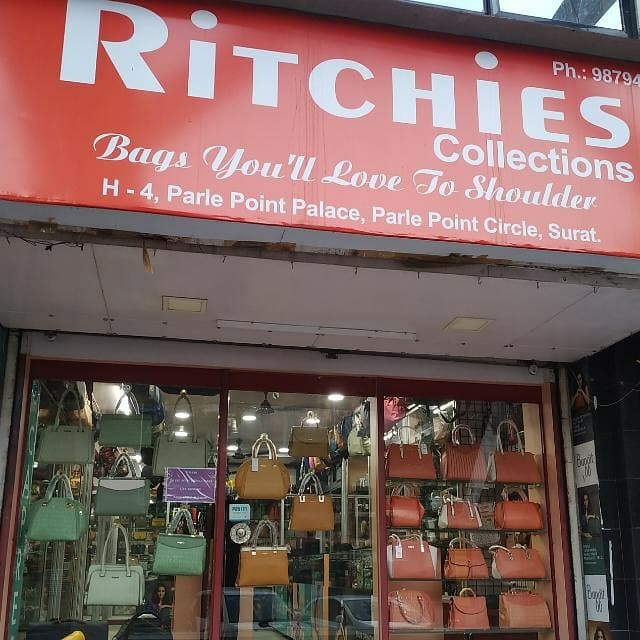 RiTCHiES
Ph.: 98794
Collections
Bags You'll Love To Shoulder
H - 4, Parle Point Palace, Parle Point Circle, Surat.